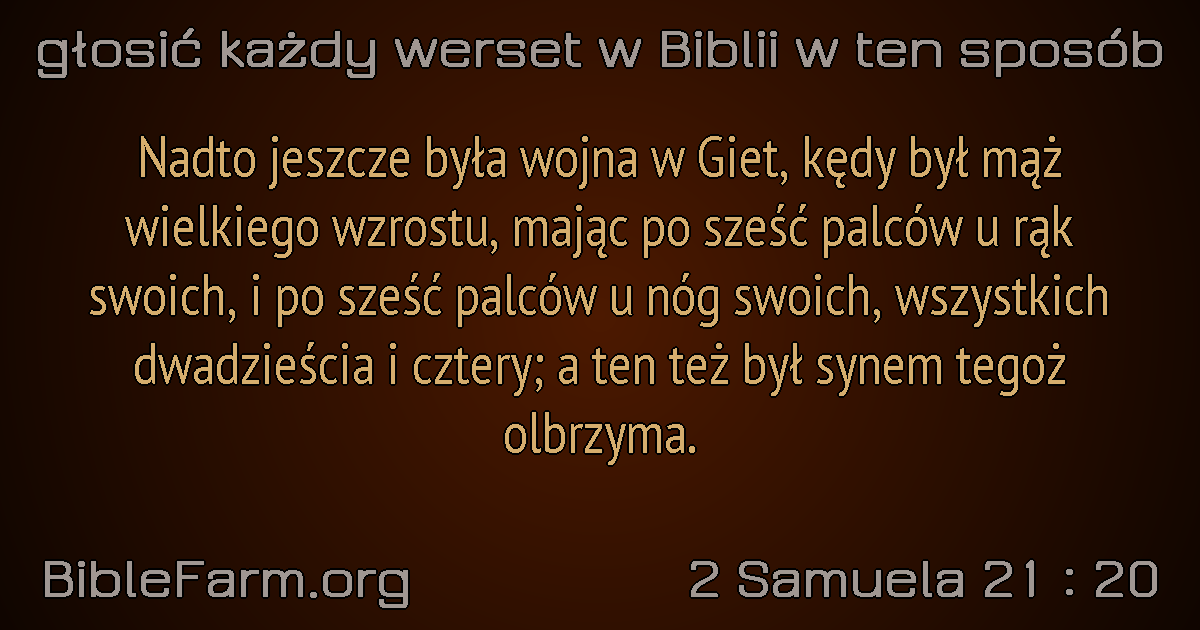 głosić każdy werset w Biblii w ten sposób
Nadto jeszcze była wojna w Giet, kędy był mąż
wielkiego wzrostu, mając po sześć palców u rąk
swoich, i po sześć palców u nóg swoich, wszystkich
dwadzieścia i cztery; a ten też był synem tegoż
olbrzyma.
BibleFarm.org
2 Samuela 21 : 20